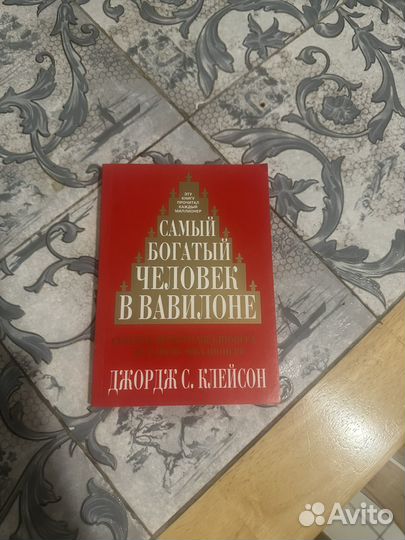 ЭТУ
КНИГУ
ПРОЧИТАЛ
КАЖДЫЙ
МИЛЛИОНЕР
САМЫЙ
БОГАТЫЙ
ЧЕЛОВЕК
В ВАВИЛОНЕ
ДЖОРДЖ С. КЛЕЙСОН
Avito